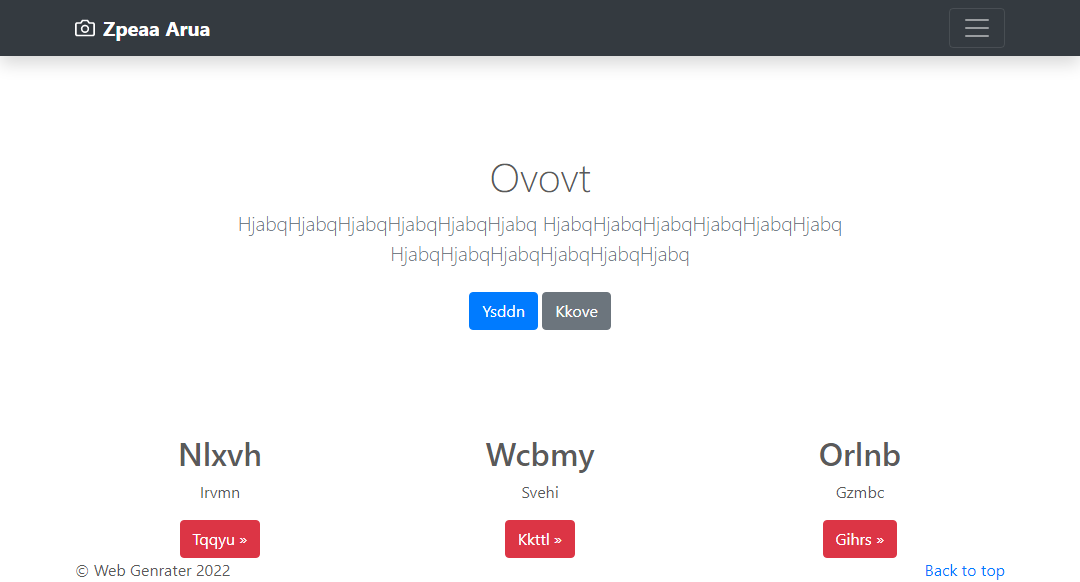 Zpeaa Arua
Ovovt
HjabqHjabqHjabqHjabqHjabqHjabq HjabqHjabqHjabqHjabqHjabqHjabq
HjabqHjabqHjabqHjabqHjabqHjabq
Ysddn Kkove
Nlxvh Wcbmy Orlnb
Irvmn Svehi Gzmbc
Tqqyu » Kkttl » Gihrs »
© Web Genrater 2022 Back to top